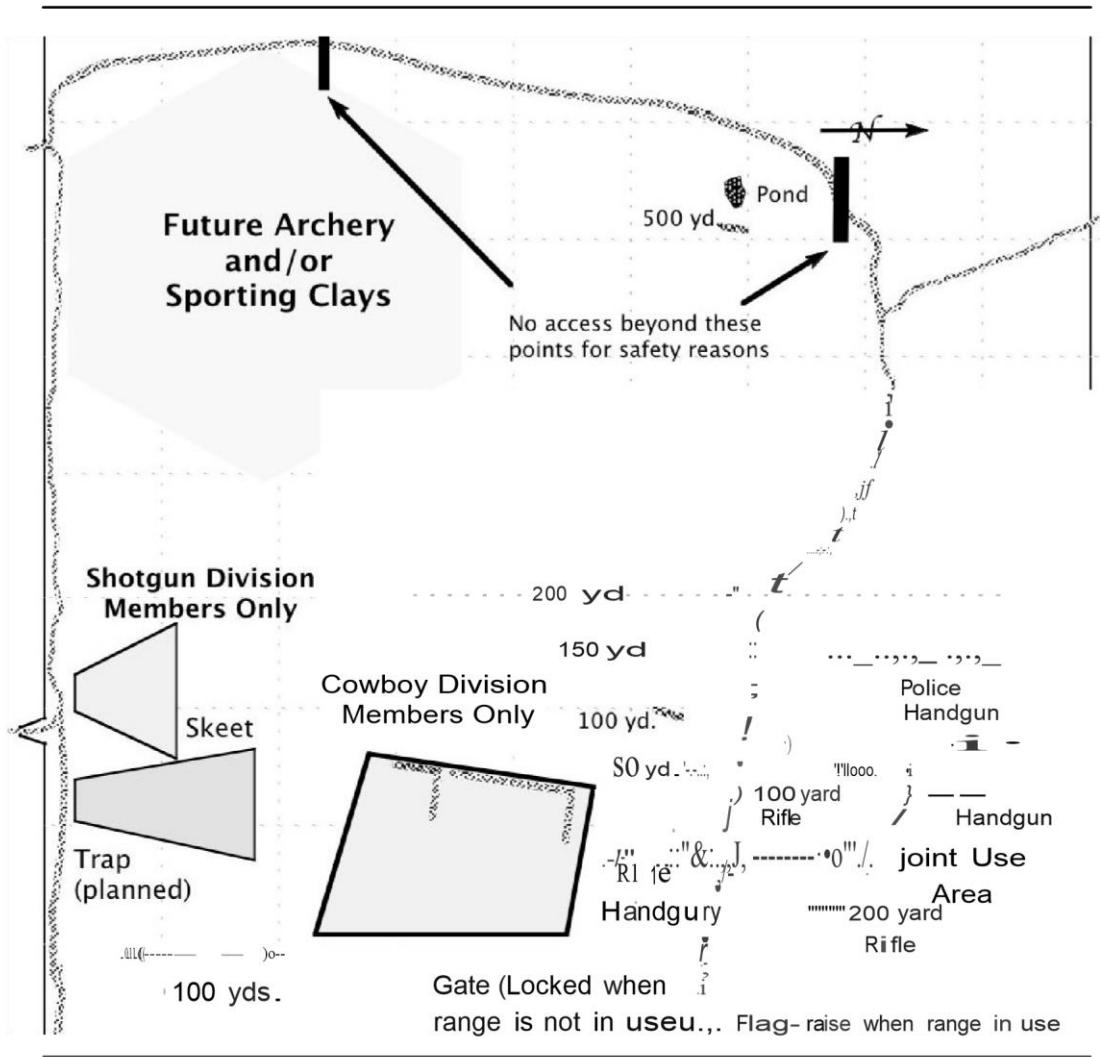 N
Pond
500 yd.
Future Archery
and/or
Sporting Clays
No access beyond these
points for safety reasons
Shotgun Division
Members Only
200 yd
150 yd
Cowboy Division
Members Only
Police
Handgun
100 yd.
Skeet
SO yd.
100 yard
Rifle
Handgun
Trap
(planned)
joint Use
Area
200 yard
Rifle
100 yds.
Gate (Locked when
range is not in
Flag- raise when range in use